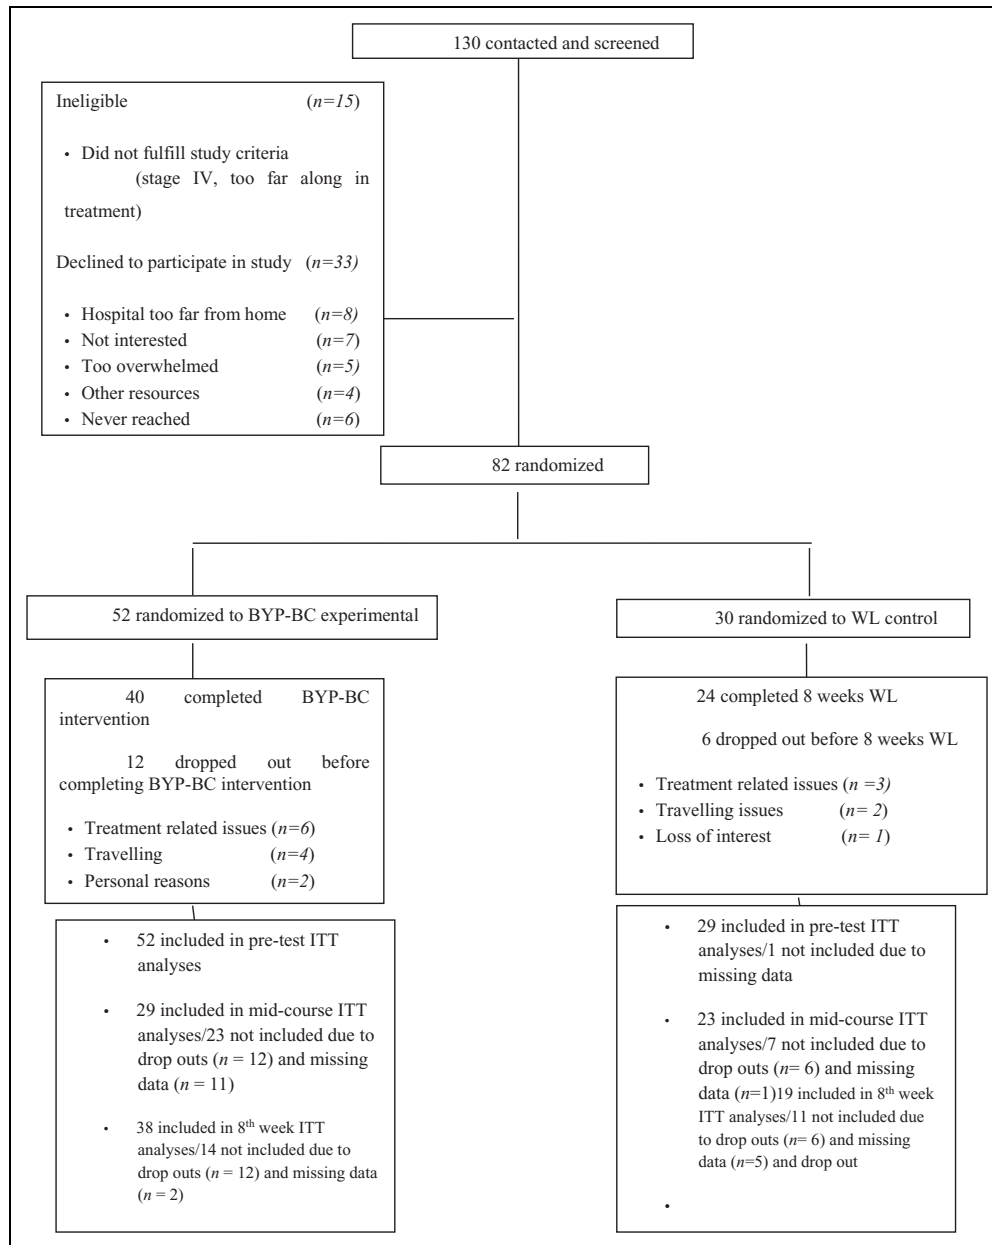 130 contacted and screened
Ineligible (n=15)
• Did not fulfill study criteria
(stage IV, too far along in
treatment)
Declined to participate in study (n=33)
• Hospital too far from home (n=8)
• Not interested (n=7)
• Too overwhelmed (n=5)
• Other resources (n=4)
• Never reached (n=6)
82 randomized
52 randomized to BYP-BC experimental
30 randomized to WL control
40 completed BYP-BC
intervention
12 dropped out before
completing BYP-BC intervention
• Treatment related issues (n=6)
• Travelling (n=4)
• Personal reasons (n=2)
24 completed 8 weeks WL
6 dropped out before 8 weeks WL
• Treatment related issues (n =3)
• Travelling issues (n= 2)
• Loss of interest (n= 1)
• 52 included in pre-test ITT
analyses
• 29 included in mid-course ITT
analyses/23 not included due to
drop outs (n = 12) and missing
data (n = 11)
• 38 included in 8th week ITT
analyses/14 not included due to
drop outs (n = 12) and missing data
(n = 2)
• 29 included in pre-test ITT
analyses/1 not included due to
missing data
• 23 included in mid-course ITT
analyses/7 not included due to
drop outs (n= 6) and missing
data (n=1)19 included in 8th week
ITT analyses/11 not included due
to drop outs (n= 6) and missing
data (n=5) and drop out
•